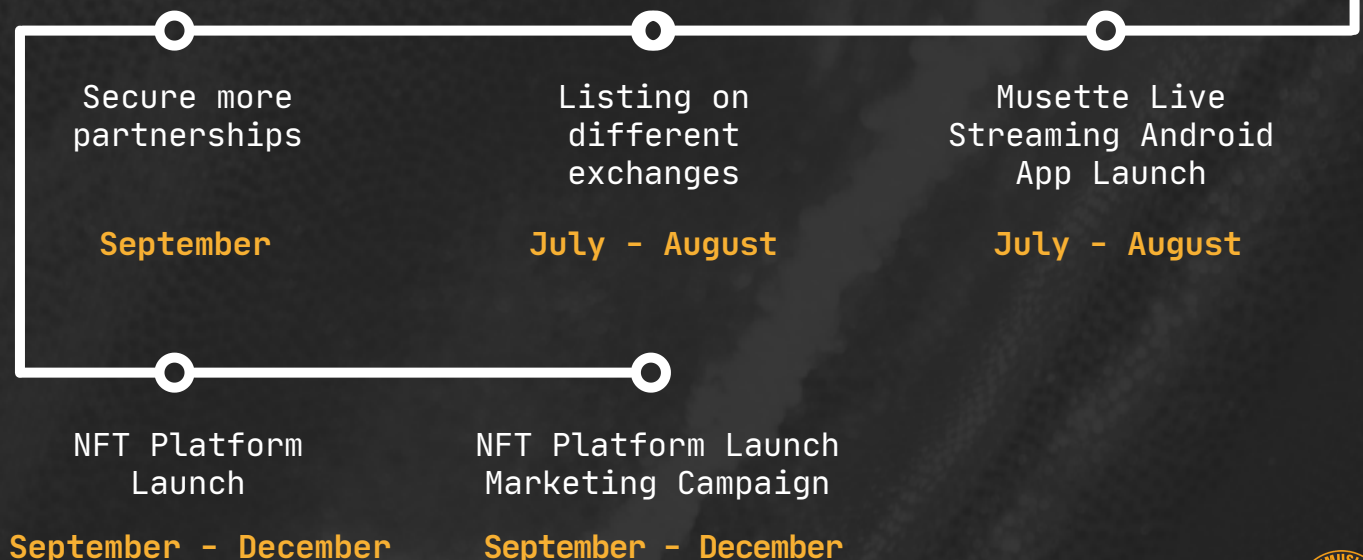 Secure more
partnerships
September
Listing on
different
exchanges
July - August
Musette Live
Streaming Android
App Launch
July - August
NFT Platform
Launch
September - December
NFT Platform Launch
Marketing Campaign
September - December